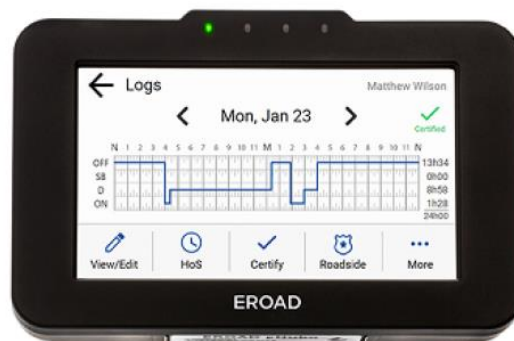 ← Logs Matthew Wilson
< Mon, Jan 23 > Certified
N 1 2 3 4 5 6 7 8 9 10 11 M 1 2 3 4 5 6 7 8 9 10 11 N
OFF 13h34
SB 0h00
D 8h58
ON 1h28
24h00
View/Edit HoS Certify Roadside More
EROAD